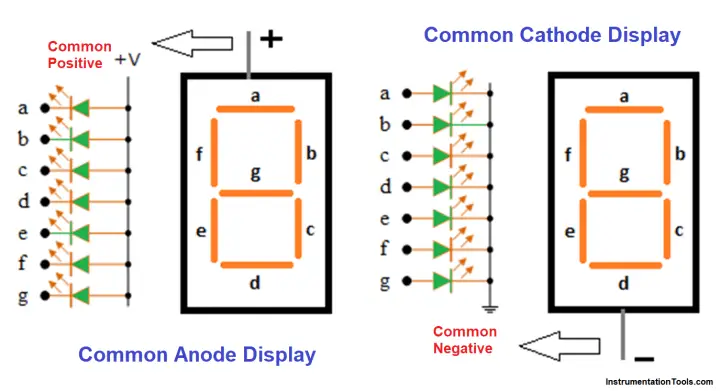 Common
Positive
+V
+
a
b
c
d
e
f
g
a
f
b
g
e
c
d
Common Anode Display
Common Cathode Display
a
b
c
d
e
f
g
a
f
b
g
e
c
d
Common
Negative
–
InstrumentationTools.com